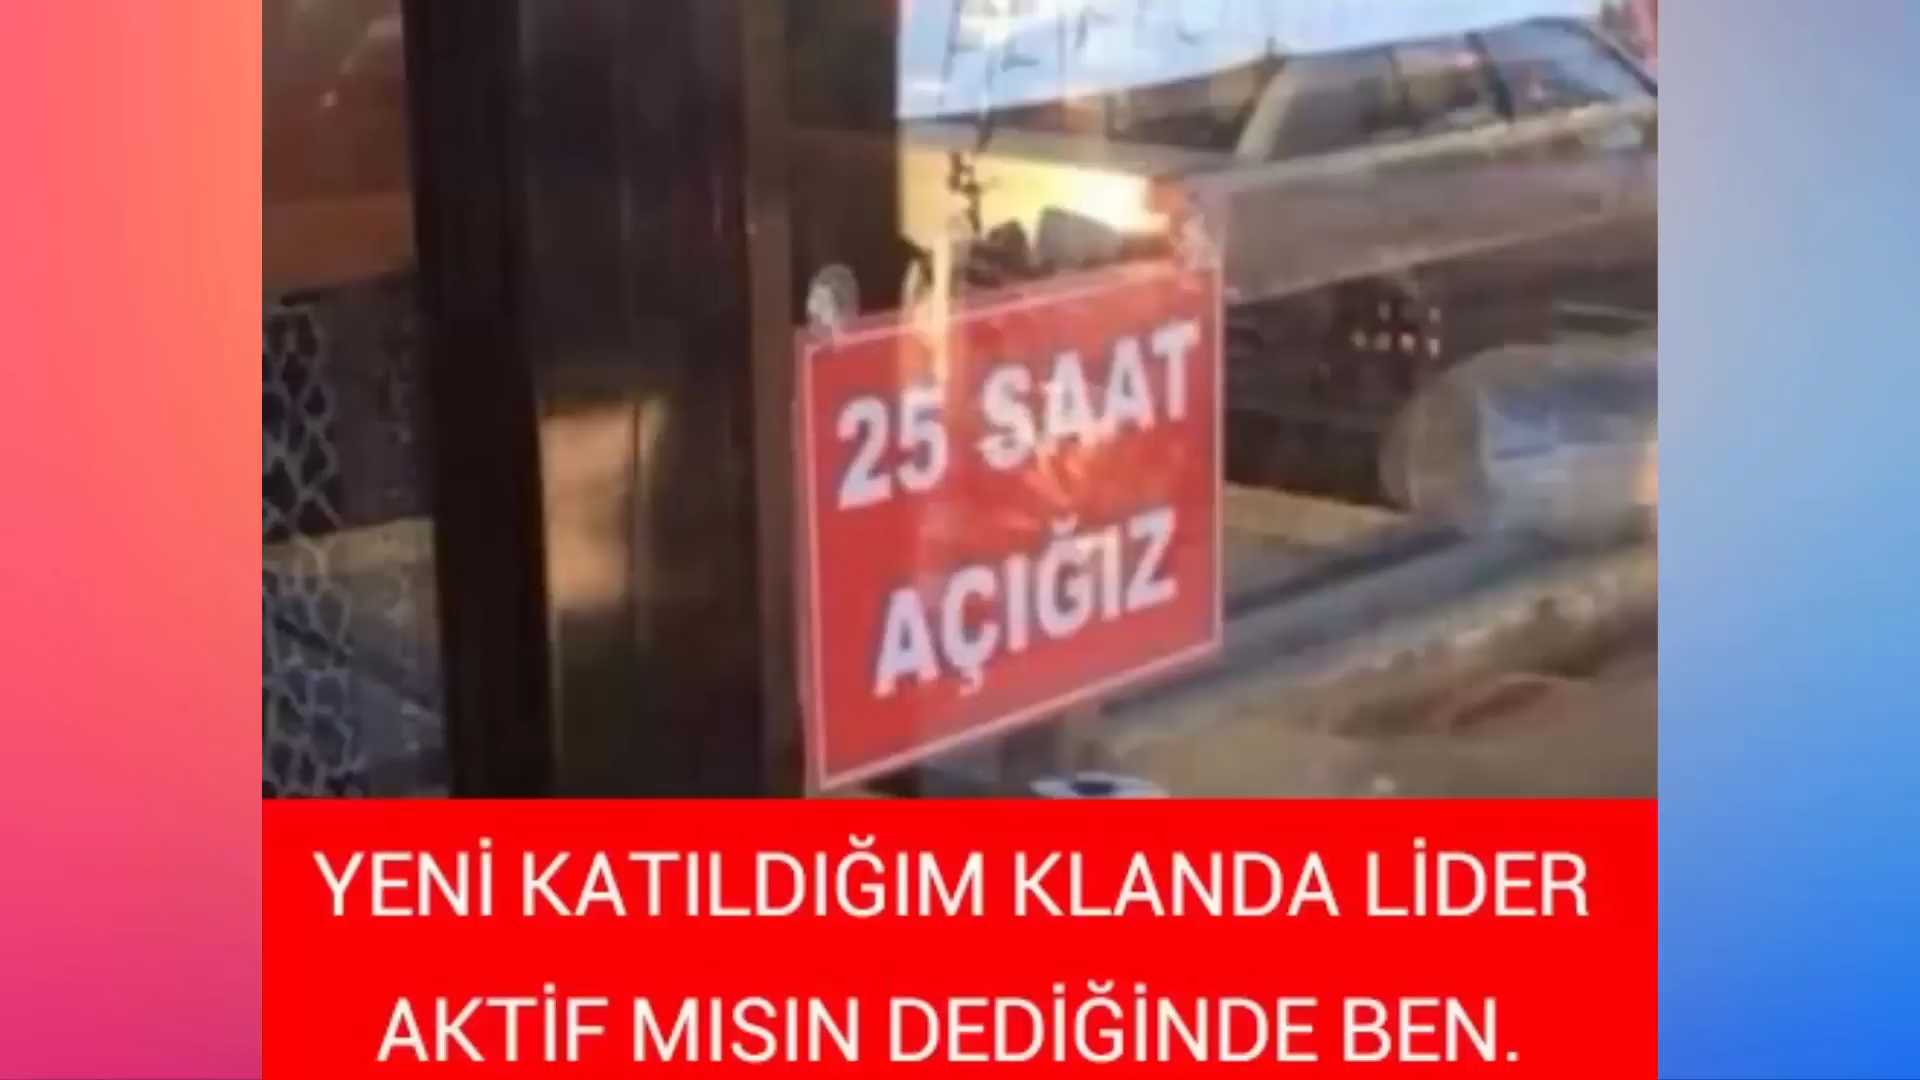 25 SAAT
AÇIĞIZ
YENİ KATILDIĞIM KLANDA LİDER
AKTİF MISIN DEDİĞİNDE BEN.